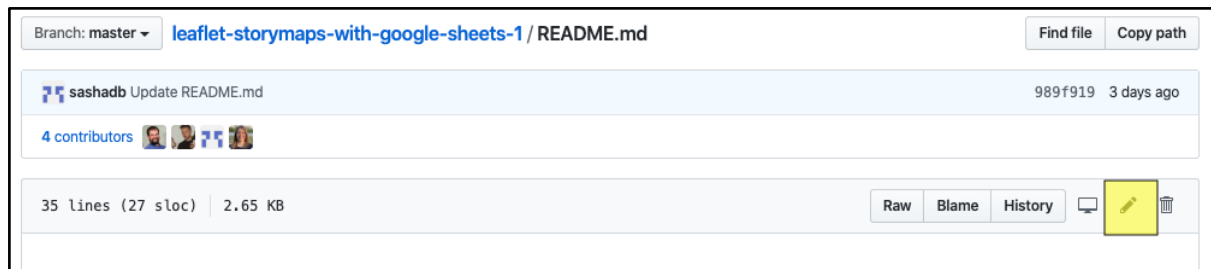 Branch: master leaflet-storymaps-with-google-sheets-1 / README.md Find file Copy path
sashadb Update README.md 989f919 3 days ago
4 contributors
35 lines (27 sloc) 2.65 KB Raw Blame History